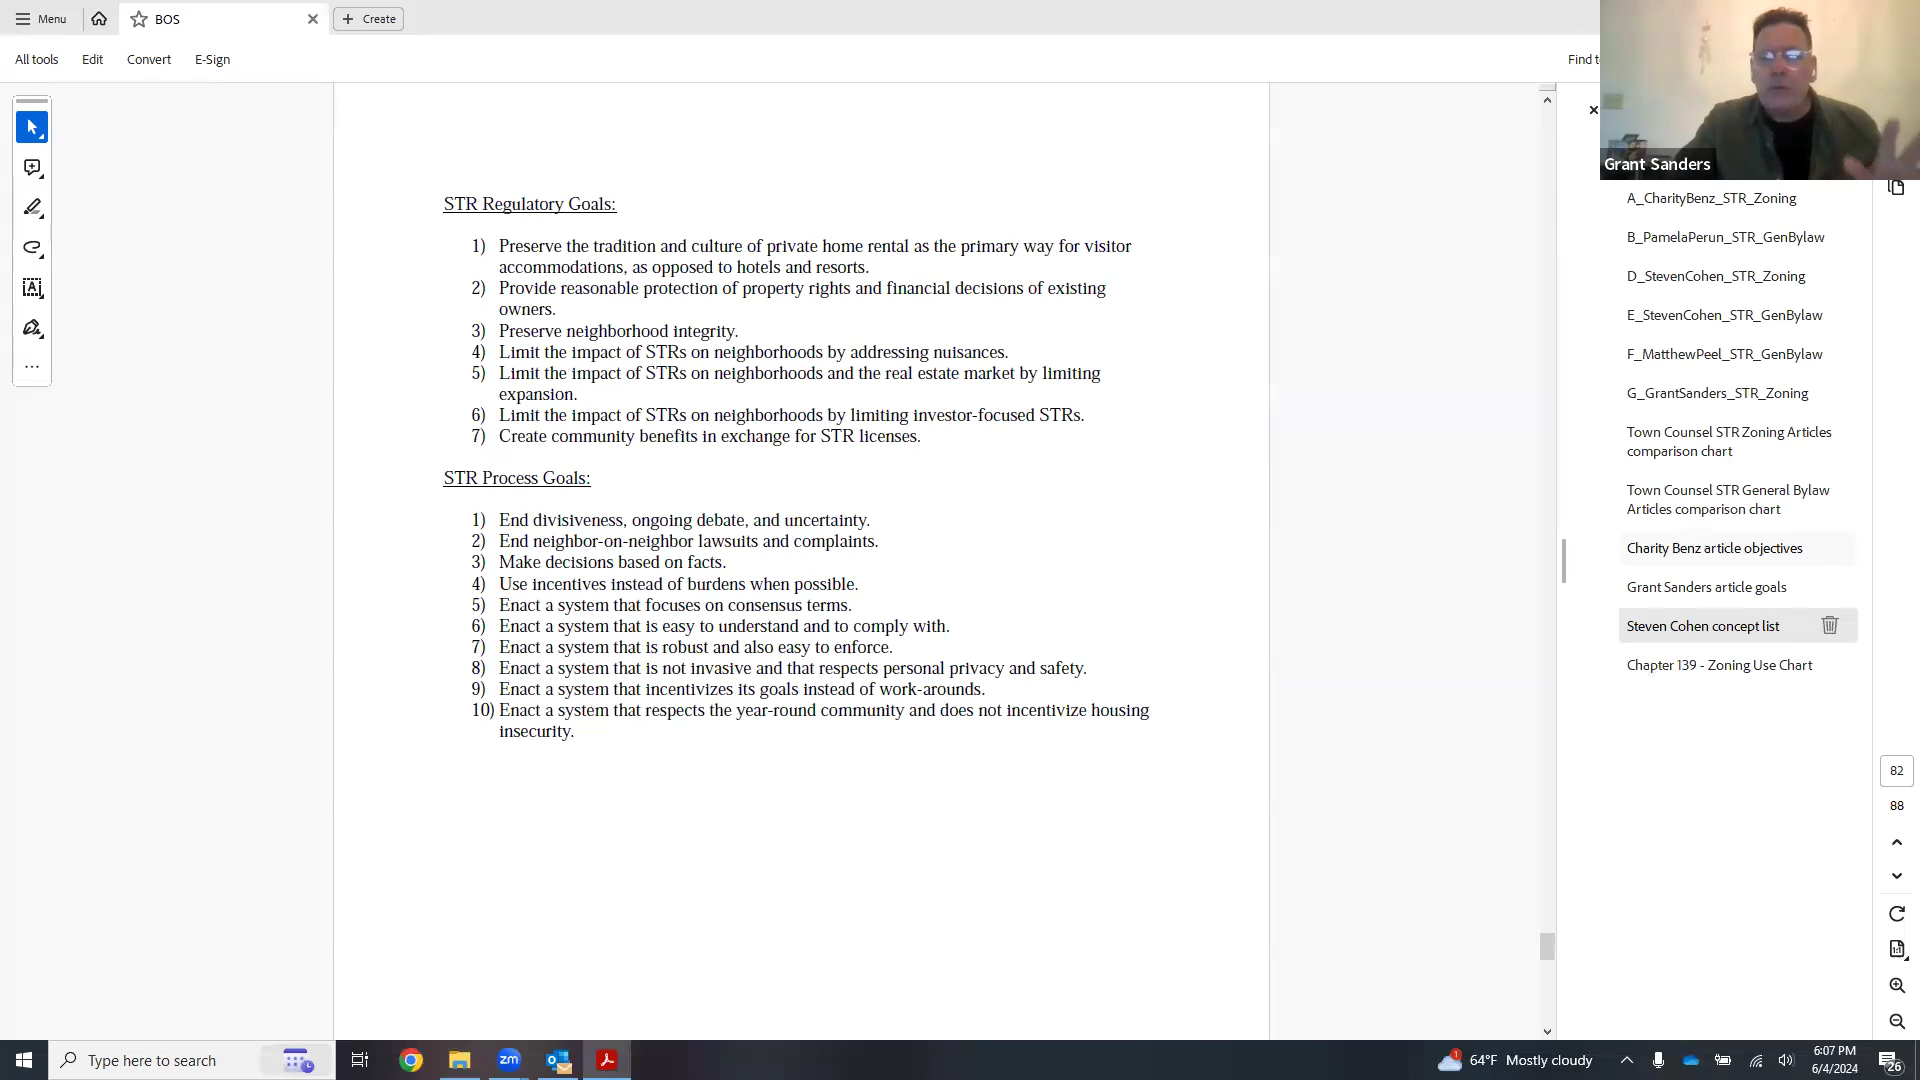 Menu
BOS
Create
All tools
Edit
Convert
E-Sign
Find t
Grant Sanders
STR Regulatory Goals:
1) Preserve the tradition and culture of private home rental as the primary way for visitor
accommodations, as opposed to hotels and resorts.
2) Provide reasonable protection of property rights and financial decisions of existing
owners.
3) Preserve neighborhood integrity.
4) Limit the impact of STRs on neighborhoods by addressing nuisances.
5) Limit the impact of STRs on neighborhoods and the real estate market by limiting
expansion.
6) Limit the impact of STRs on neighborhoods by limiting investor-focused STRs.
7) Create community benefits in exchange for STR licenses.
STR Process Goals:
1) End divisiveness, ongoing debate, and uncertainty.
2) End neighbor-on-neighbor lawsuits and complaints.
3) Make decisions based on facts.
4) Use incentives instead of burdens when possible.
5) Enact a system that focuses on consensus terms.
6) Enact a system that is easy to understand and to comply with.
7) Enact a system that is robust and also easy to enforce.
8) Enact a system that is not invasive and that respects personal privacy and safety.
9) Enact a system that incentivizes its goals instead of work-arounds.
10) Enact a system that respects the year-round community and does not incentivize housing
insecurity.
A_CharityBenz_STR_Zoning
B_PamelaPerun_STR_GenBylaw
D_StevenCohen_STR_Zoning
E_StevenCohen_STR_GenBylaw
F_MatthewPeel_STR_GenBylaw
G_GrantSanders_STR_Zoning
Town Counsel STR Zoning Articles
comparison chart
Town Counsel STR General Bylaw
Articles comparison chart
Charity Benz article objectives
Grant Sanders article goals
Steven Cohen concept list
Chapter 139 - Zoning Use Chart
82
88
1:1
Type here to search
zm
1
64°F Mostly cloudy
6:07 PM
6/4/2024
26